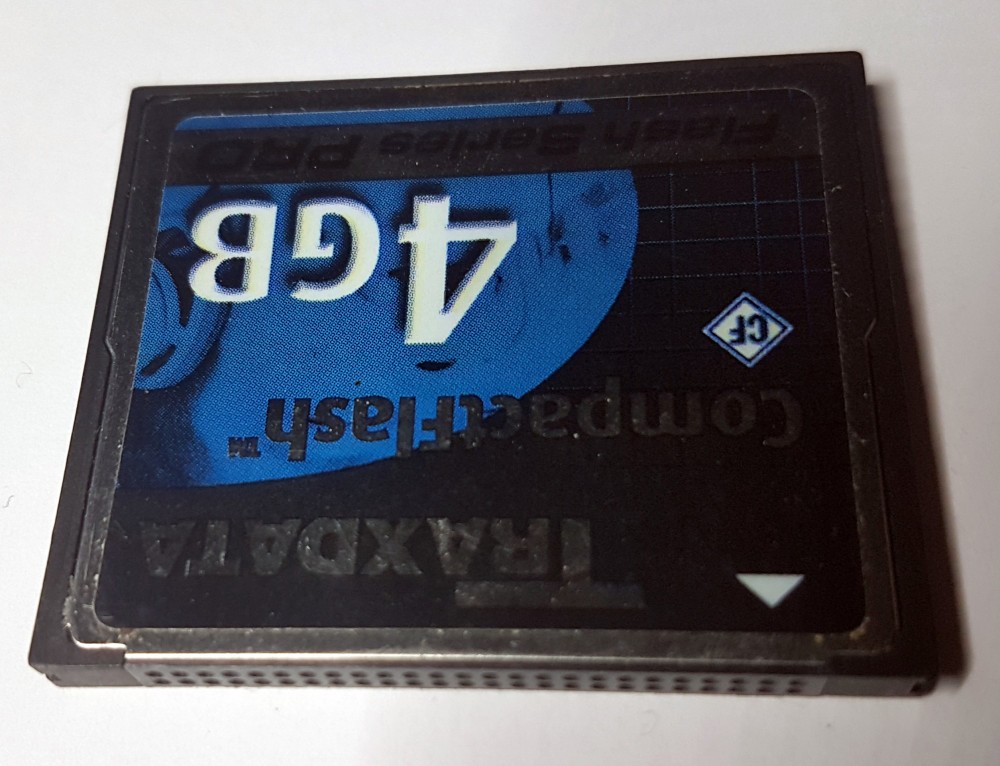 TRAXDATA
CompactFlash™
CF
4GB
Flash Series PRO